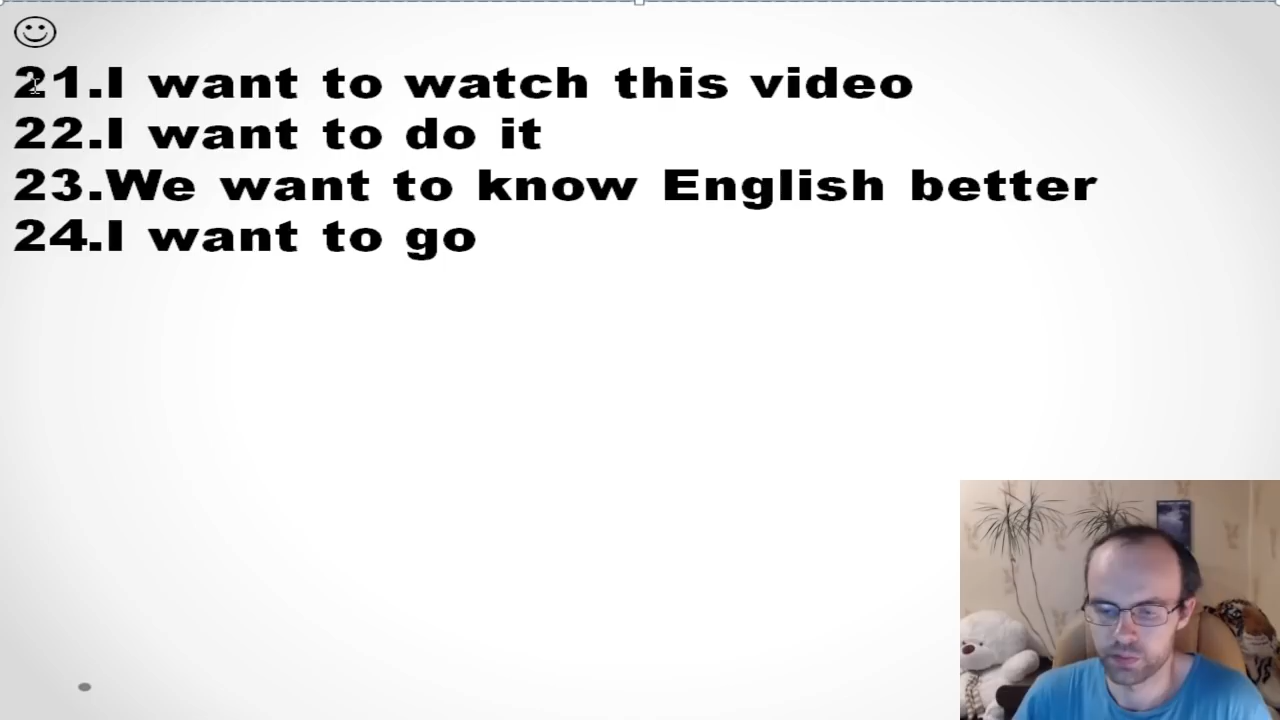 21.I want to watch this video
22.I want to do it
23.We want to know English better
24.I want to go